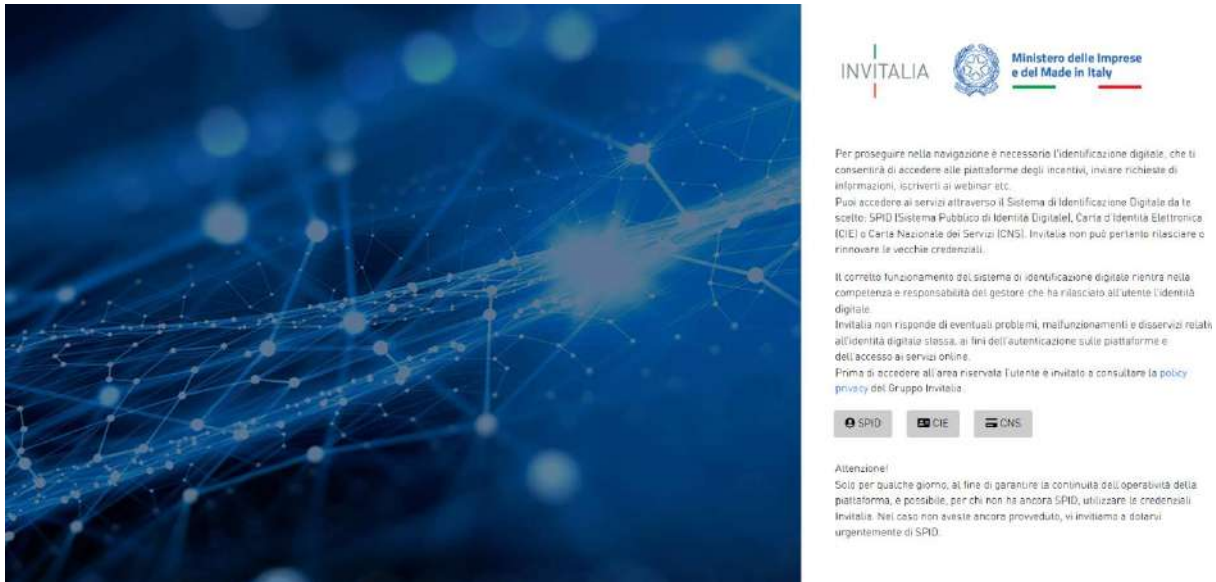 INVITALIA
Ministero delle Imprese
e del Made in Italy
Per proseguire nella navigazione è necessaria l'identificazione digitale, che ti
consentirà di accedere alle piattaforme degli incentivi, inviare richieste di
informazioni, iscriverti ai webinar etc.
Puoi accedere ai servizi attraverso il Sistema di Identificazione Digitale da te
scelto: SPID (Sistema Pubblico di Identità Digitale), Carta d'Identità Elettronica
(CIE) o Carta Nazionale dei Servizi (CNS). Invitalia non può pertanto rilasciare o
rinnovare le vecchie credenziali.
Il corretto funzionamento del sistema di identificazione digitale rientra nella
competenza e responsabilità del gestore che ha rilasciato all'utente l'identità
digitale.
Invitalia non risponde di eventuali problemi, malfunzionamenti e disservizi relativ
all'identità digitale stessa, ai fini dell'autenticazione sulle piattaforme e
dell'accesso ai servizi online.
Prima di accedere all'area riservata l'utente è invitato a consultare la policy
privacy del Gruppo Invitalia.
SPID CIE CNS
Attenzione!
Solo per qualche giorno, al fine di garantire la continuità dell'operatività della
piattaforma, è possibile, per chi non ha ancora SPID, utilizzare le credenziali
Invitalia. Nel caso non aveste ancora provveduto, vi invitiamo a dotarvi
urgentemente di SPID.